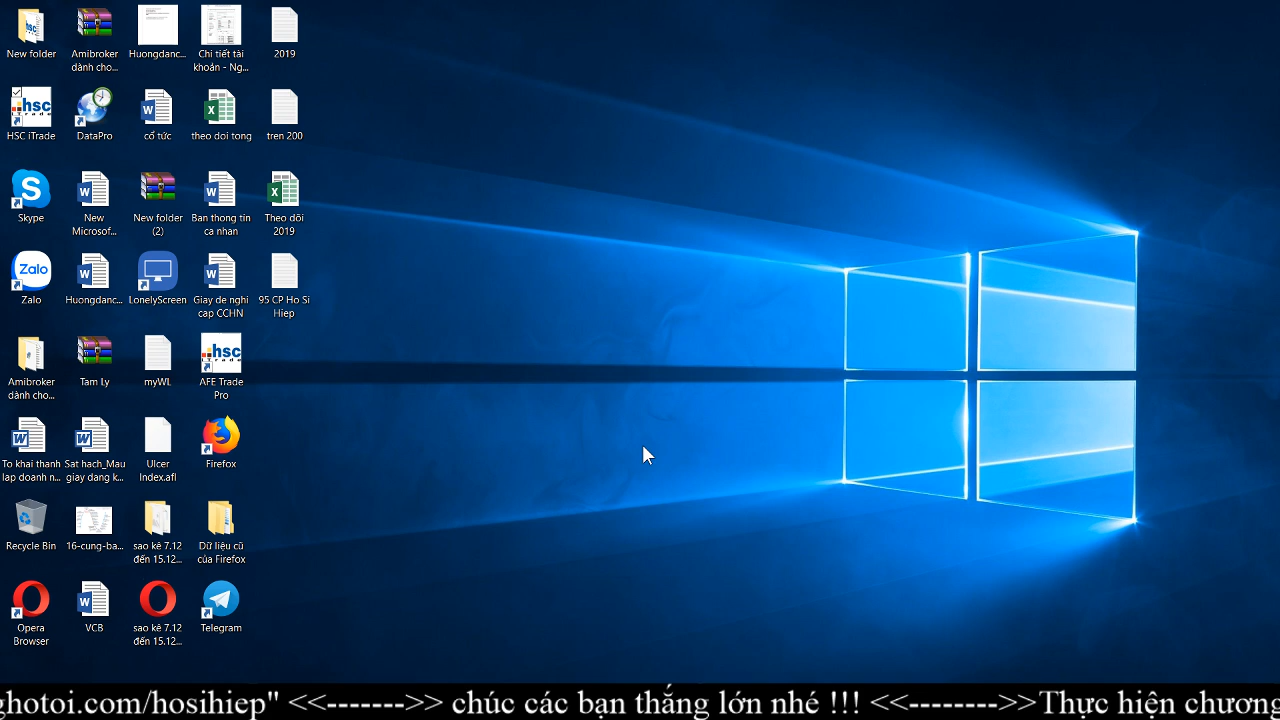 New folder
Amibroker
dành cho...
Huongdanc...
Chi tiết tài
khoản - Ng...
2019
hsc
iTrade
HSC iTrade
DataPro
cổ tức
theo doi tong
tren 200
Skype
New
Microsof...
New folder
(2)
Ban thong tin
ca nhan
Theo dõi
2019
Zalo
Zalo
Huongdanc...
LonelyScreen
Giay de nghi
cap CCHN
95 CP Ho Si
Hiep
Amibroker
dành cho...
Tam Ly
myWL
hsc
iTrade
AFE Trade
Pro
To khai thanh
lap doanh n...
Sat hach_Mau
giay dang k...
Ulcer
Index.afl
Firefox
Recycle Bin
16-cung-ba...
sao kê 7.12
đến 15.12...
Dữ liệu cũ
của Firefox
Opera
Browser
VCB
sao kê 7.12
đến 15.12...
Telegram
ghotoi.com/hosihiep" <<------->> chúc các bạn thắng lớn nhé !!! <<-------->>Thực hiện chương